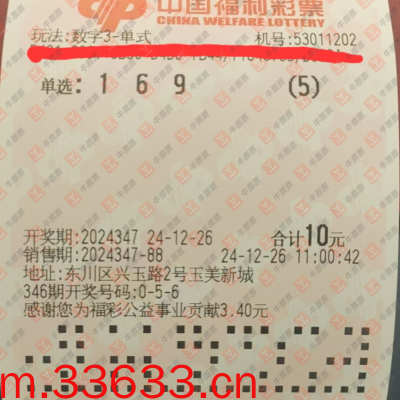 中国福利彩票
CHINA WELFARE LOTTERY
玩法:数字3-单式 机号:53011202
单选: 1 6 9 (5)
开奖期:2024347 24-12-26 合计10元
销售期:2024347-88 24-12-26 11:00:42
地址:东川区兴玉路2号玉美新城
346期开奖号码:0-5-6
感谢您为福彩公益事业贡献3.40元
m.33633.cn